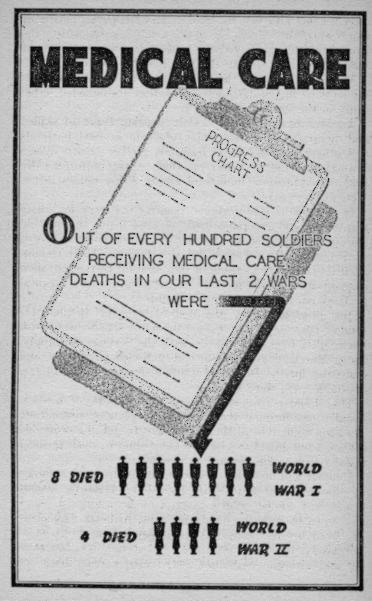 MEDICAL CARE
PROGRESS
CHART
OUT OF EVERY HUNDRED SOLDIERS
RECEIVING MEDICAL CARE,
DEATHS IN OUR LAST 2 WARS
WERE
8 DIED WORLD
WAR I
4 DIED WORLD
WAR II